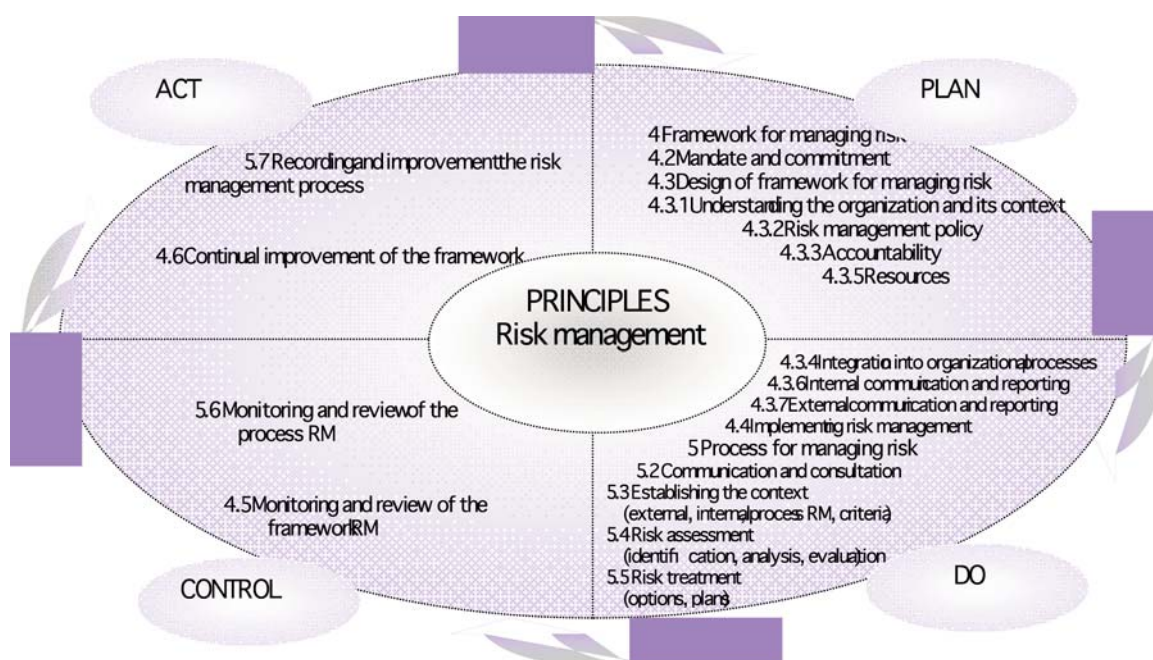 ACT
5.7 Recording and improvement the risk
management process
4.6 Continual improvement of the framework
PLAN
4 Framework for managing risk
4.2 Mandate and commitment
4.3 Design of framework for managing risk
4.3.1 Understanding the organization and its context
4.3.2 Risk management policy
4.3.3 Accountability
4.3.5 Resources
PRINCIPLES
Risk management
5.6 Monitoring and review of the
process RM
4.5 Monitoring and review of the
framework RM
CONTROL
4.3.4 Integration into organizational processes
4.3.6 Internal communication and reporting
4.3.7 External communication and reporting
4.4 Implementing risk management
5 Process for managing risk
5.2 Communication and consultation
5.3 Establishing the context
(external, internal, process RM, criteria)
5.4 Risk assessment
(identifi cation, analysis, evaluation)
5.5 Risk treatment
(options, plans)
DO